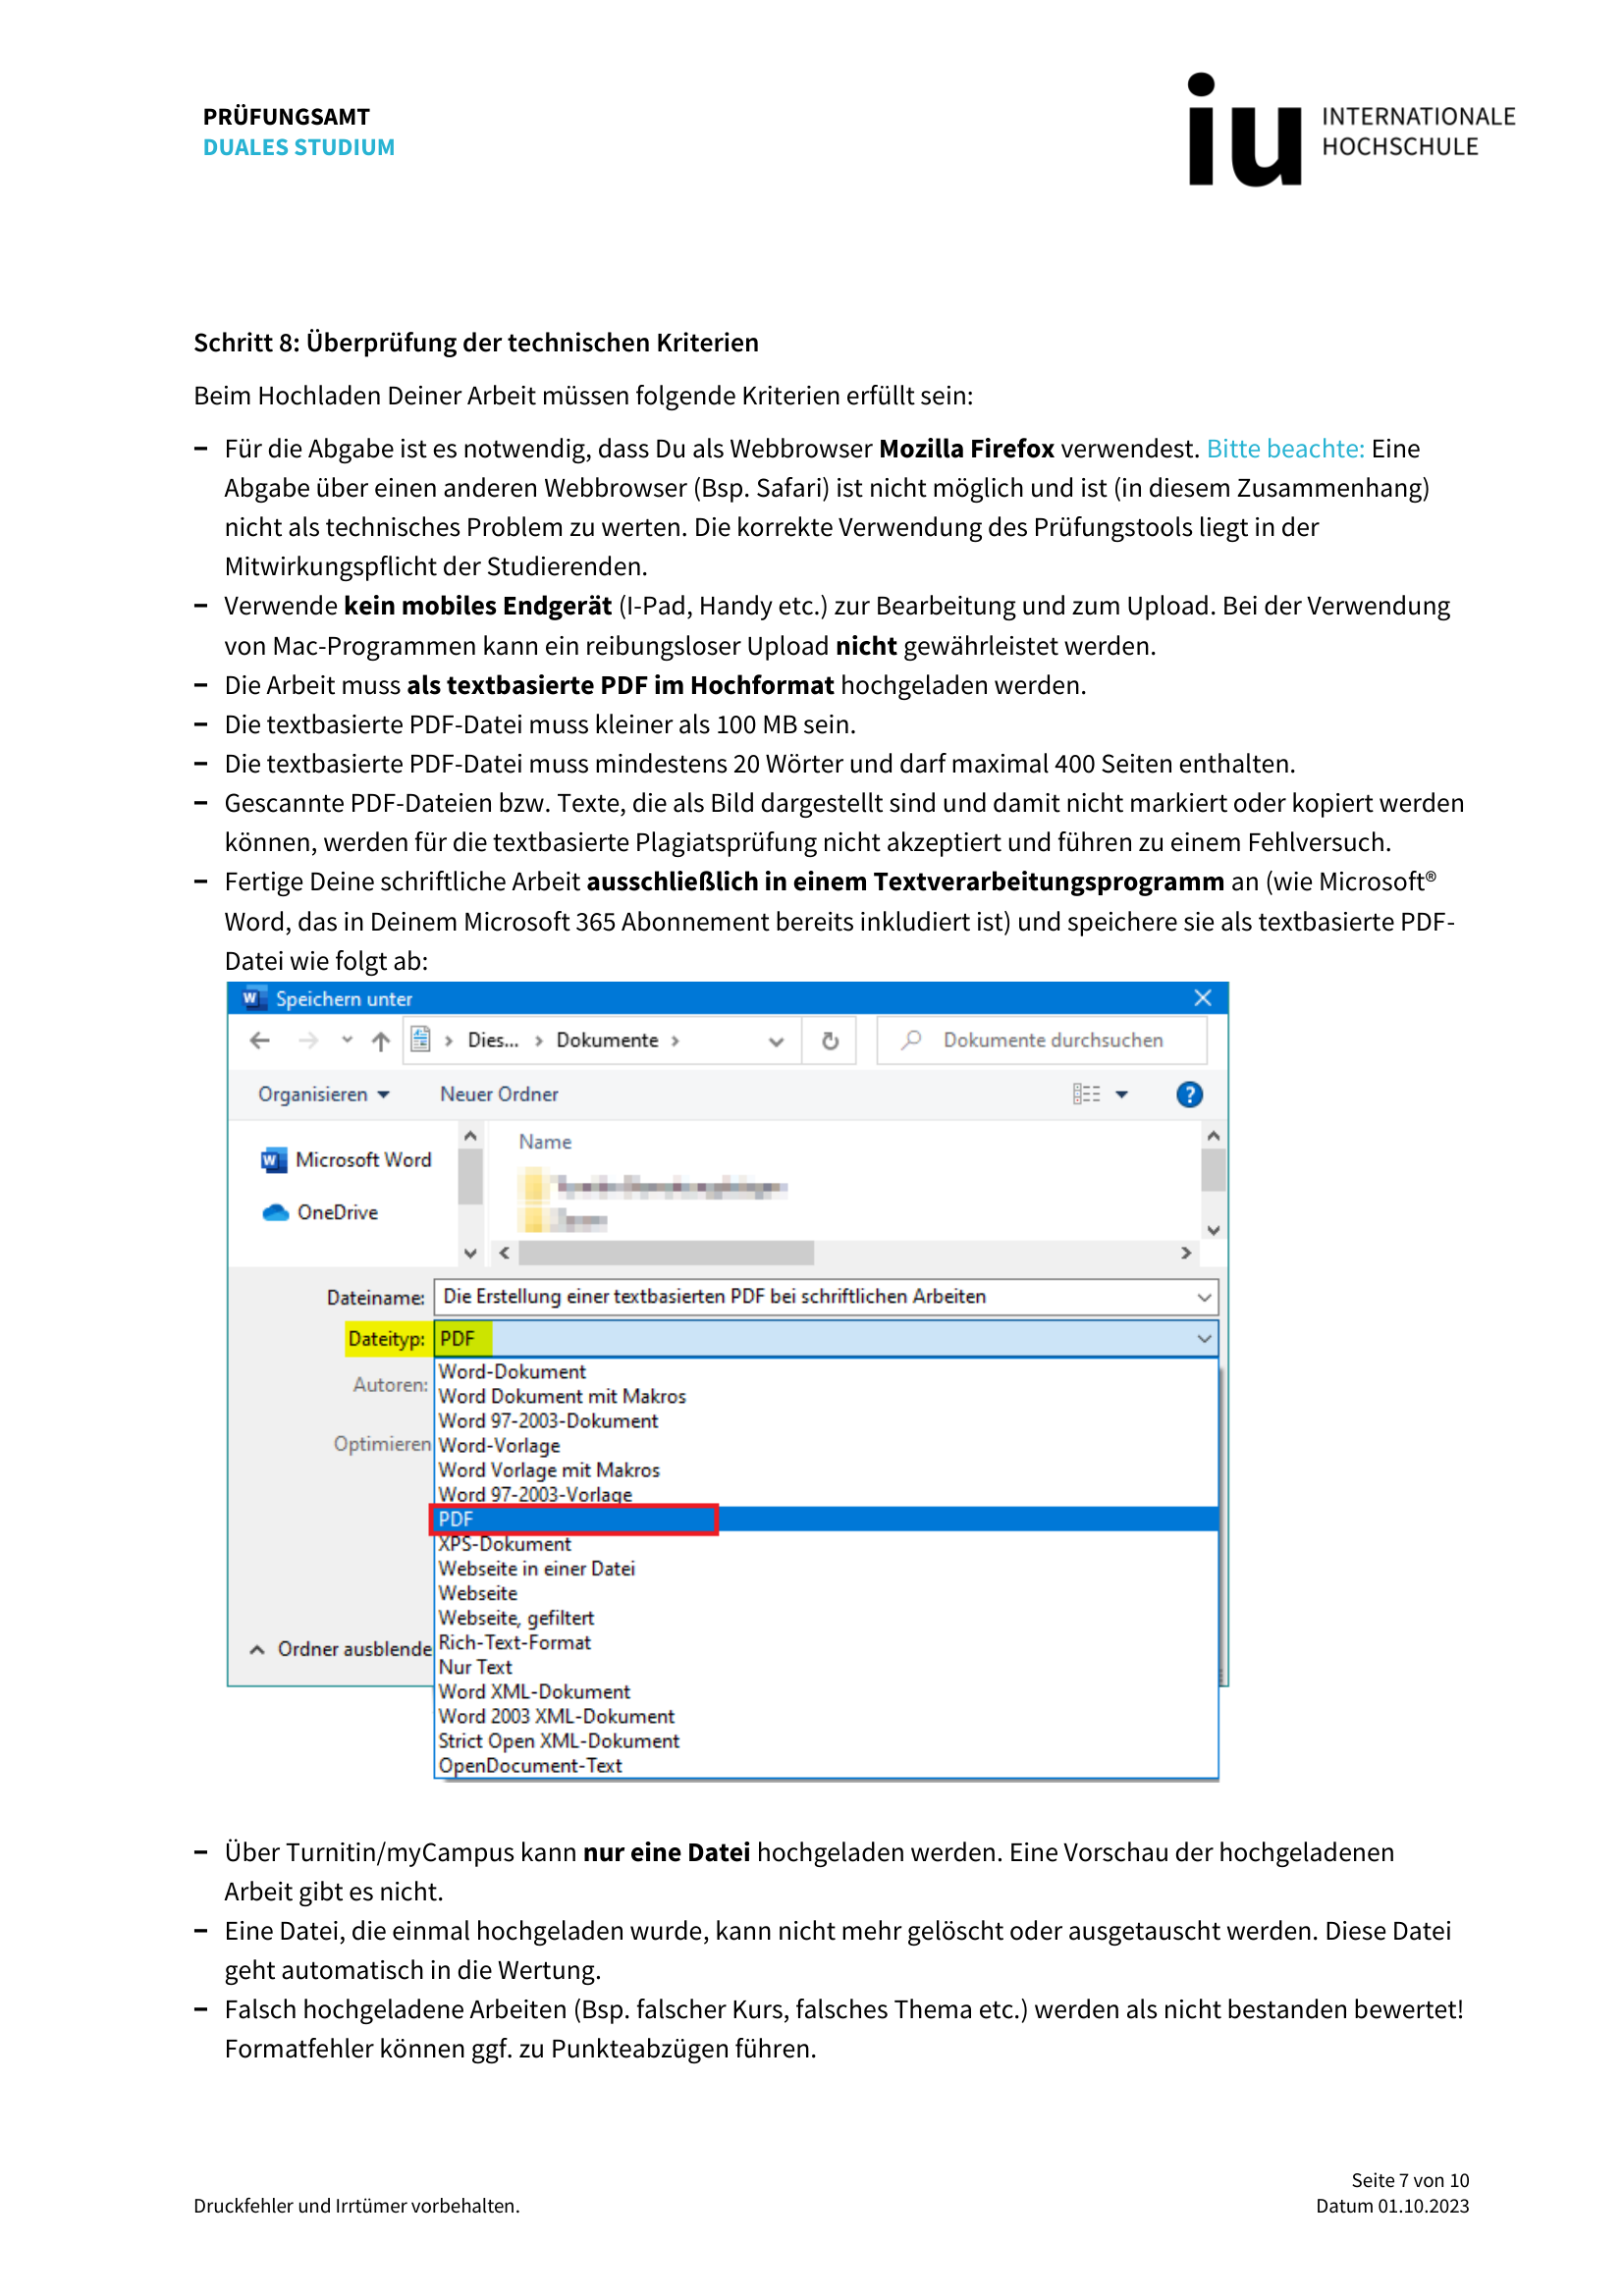 PRÜFUNGSAMT
DUALES STUDIUM
iu INTERNATIONALE
HOCHSCHULE
Schritt 8: Überprüfung der technischen Kriterien
Beim Hochladen Deiner Arbeit müssen folgende Kriterien erfüllt sein:
– Für die Abgabe ist es notwendig, dass Du als Webbrowser Mozilla Firefox verwendest. Bitte beachte: Eine
Abgabe über einen anderen Webbrowser (Bsp. Safari) ist nicht möglich und ist (in diesem Zusammenhang)
nicht als technisches Problem zu werten. Die korrekte Verwendung des Prüfungstools liegt in der
Mitwirkungspflicht der Studierenden.
– Verwende kein mobiles Endgerät (I-Pad, Handy etc.) zur Bearbeitung und zum Upload. Bei der Verwendung
von Mac-Programmen kann ein reibungsloser Upload nicht gewährleistet werden.
– Die Arbeit muss als textbasierte PDF im Hochformat hochgeladen werden.
– Die textbasierte PDF-Datei muss kleiner als 100 MB sein.
– Die textbasierte PDF-Datei muss mindestens 20 Wörter und darf maximal 400 Seiten enthalten.
– Gescannte PDF-Dateien bzw. Texte, die als Bild dargestellt sind und damit nicht markiert oder kopiert werden
können, werden für die textbasierte Plagiatsprüfung nicht akzeptiert und führen zu einem Fehlversuch.
– Fertige Deine schriftliche Arbeit ausschließlich in einem Textverarbeitungsprogramm an (wie Microsoft®
Word, das in Deinem Microsoft 365 Abonnement bereits inkludiert ist) und speichere sie als textbasierte PDF-
Datei wie folgt ab:
Speichern unter
Dies... › Dokumente ›
Dokumente durchsuchen
Organisieren
Neuer Ordner
Microsoft Word
OneDrive
Name
Dateiname: Die Erstellung einer textbasierten PDF bei schriftlichen Arbeiten
Dateityp: PDF
Autoren:
Optimieren
Word-Dokument
Word Dokument mit Makros
Word 97-2003-Dokument
Word-Vorlage
Word Vorlage mit Makros
Word 97-2003-Vorlage
PDF
XPS-Dokument
Webseite in einer Datei
Webseite
Webseite, gefiltert
Rich-Text-Format
Nur Text
Word XML-Dokument
Word 2003 XML-Dokument
Strict Open XML-Dokument
OpenDocument-Text
Ordner ausblende
– Über Turnitin/myCampus kann nur eine Datei hochgeladen werden. Eine Vorschau der hochgeladenen
Arbeit gibt es nicht.
– Eine Datei, die einmal hochgeladen wurde, kann nicht mehr gelöscht oder ausgetauscht werden. Diese Datei
geht automatisch in die Wertung.
– Falsch hochgeladene Arbeiten (Bsp. falscher Kurs, falsches Thema etc.) werden als nicht bestanden bewertet!
Formatfehler können ggf. zu Punkteabzügen führen.
Seite 7 von 10
Druckfehler und Irrtümer vorbehalten.
Datum 01.10.2023